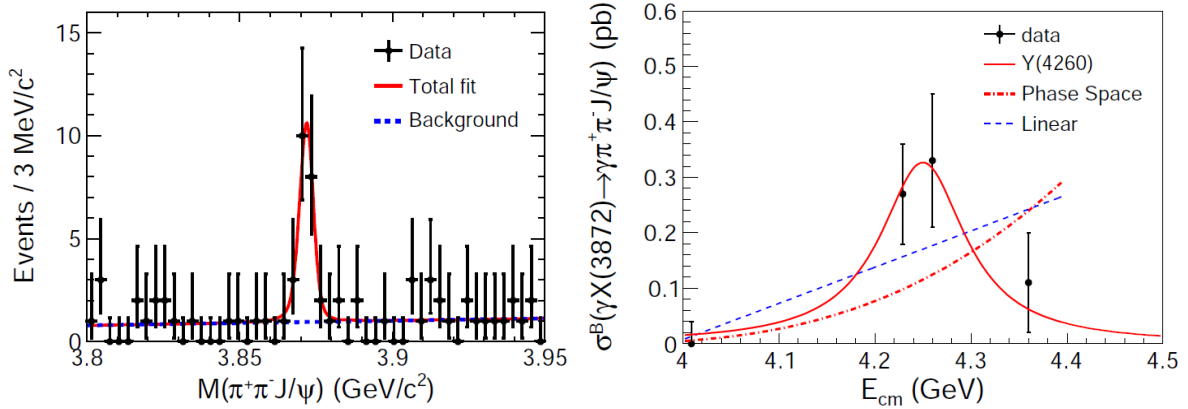 Events / 3 MeV/c²
15
10
5
0
Data
Total fit
Background
3.8
3.85
3.9
3.95
M(π⁺π⁻J/ψ) (GeV/c²)
σᴮ(γX(3872)→γπ⁺π⁻J/ψ) (pb)
0.6
0.5
0.4
0.3
0.2
0.1
0
data
Y(4260)
Phase Space
Linear
4
4.1
4.2
4.3
4.4
4.5
E_cm (GeV)